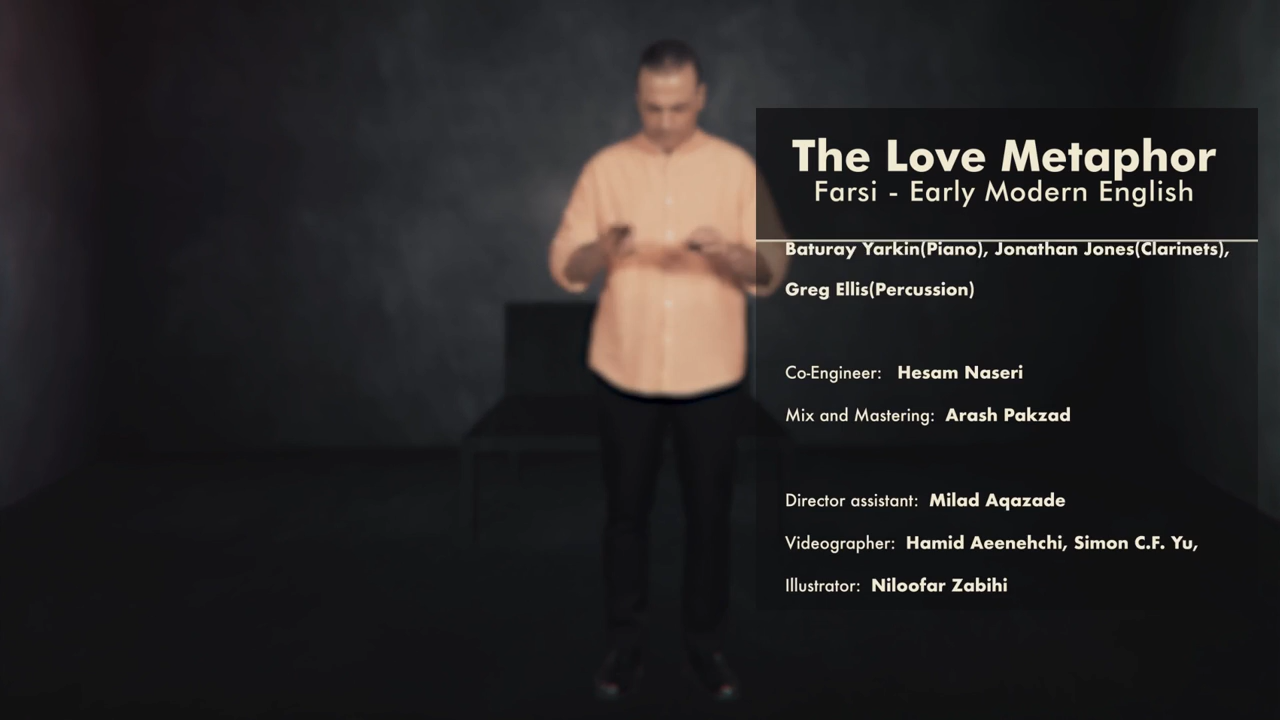 The Love Metaphor
Farsi - Early Modern English
Baturay Yarkin(Piano), Jonathan Jones(Clarinets),
Greg Ellis(Percussion)
Co-Engineer: Hesam Naseri
Mix and Mastering: Arash Pakzad
Director assistant: Milad Aqazade
Videographer: Hamid Aeenehchi, Simon C.F. Yu,
Illustrator: Niloofar Zabihi